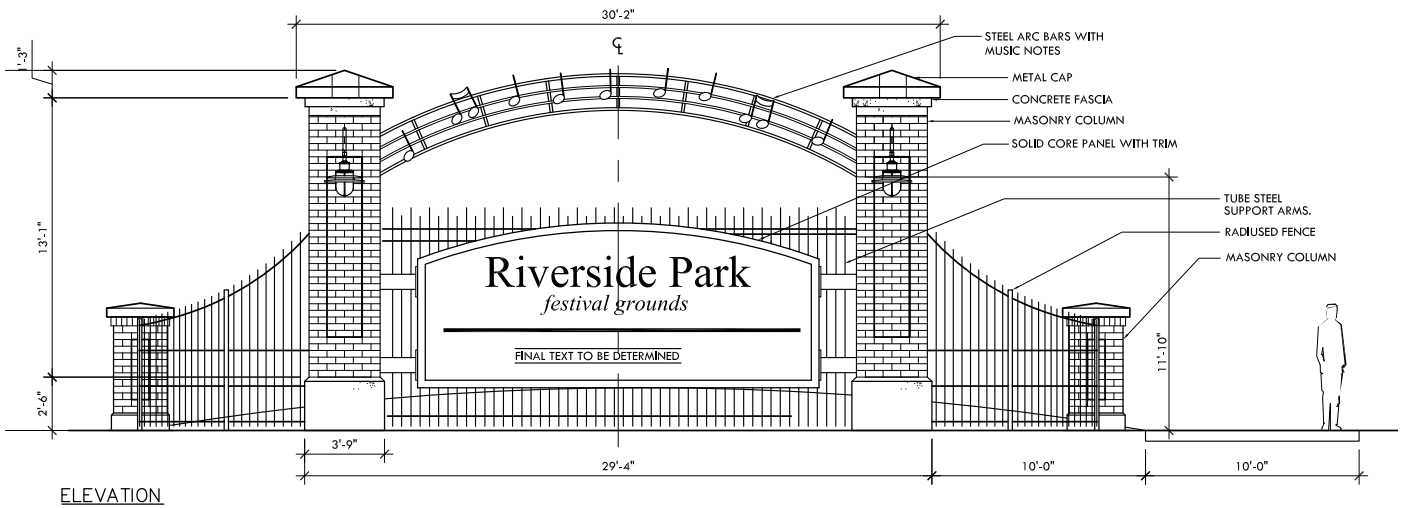 30'-2"
STEEL ARC BARS WITH
MUSIC NOTES
℄
1'-3"
METAL CAP
CONCRETE FASCIA
MASONRY COLUMN
SOLID CORE PANEL WITH TRIM
TUBE STEEL
SUPPORT ARMS.
RADIUSED FENCE
MASONRY COLUMN
13'-1"
Riverside Park
festival grounds
FINAL TEXT TO BE DETERMINED
11'-10"
2'-6"
3'-9"
29'-4"
10'-0"
10'-0"
ELEVATION